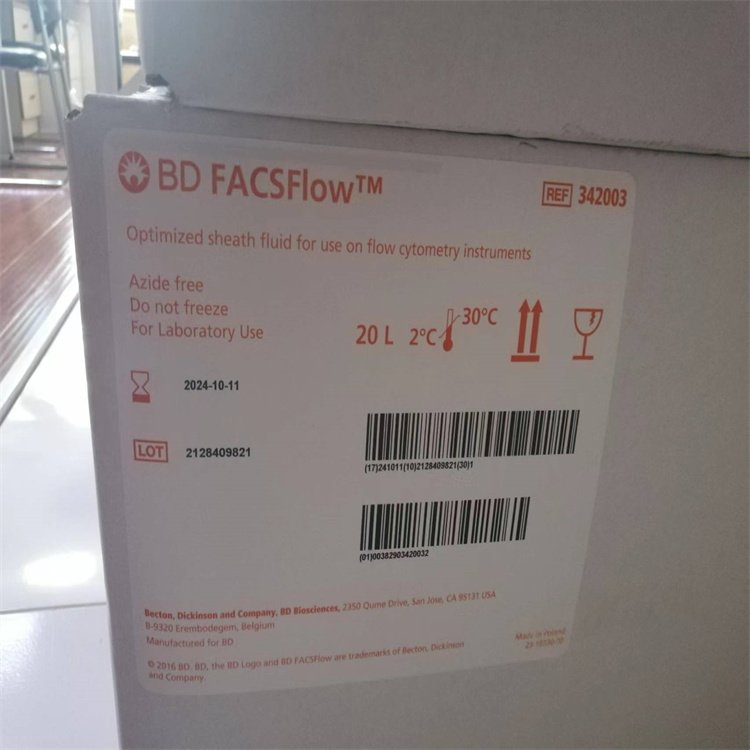 BD FACSFlow™
REF 342003
Optimized sheath fluid for use on flow cytometry instruments
Azide free
Do not freeze
For Laboratory Use
20 L 2°C 30°C
2024-10-11
LOT 2128409821
(17)241011(10)2128409821(30)1
(01)00382903420032
Becton, Dickinson and Company, BD Biosciences, 2350 Qume Drive, San Jose, CA 95131 USA
B-9320 Erembodegem, Belgium
Manufactured for BD
Made in Poland
© 2016 BD. BD, the BD Logo and BD FACSFlow are trademarks of Becton, Dickinson
and Company.